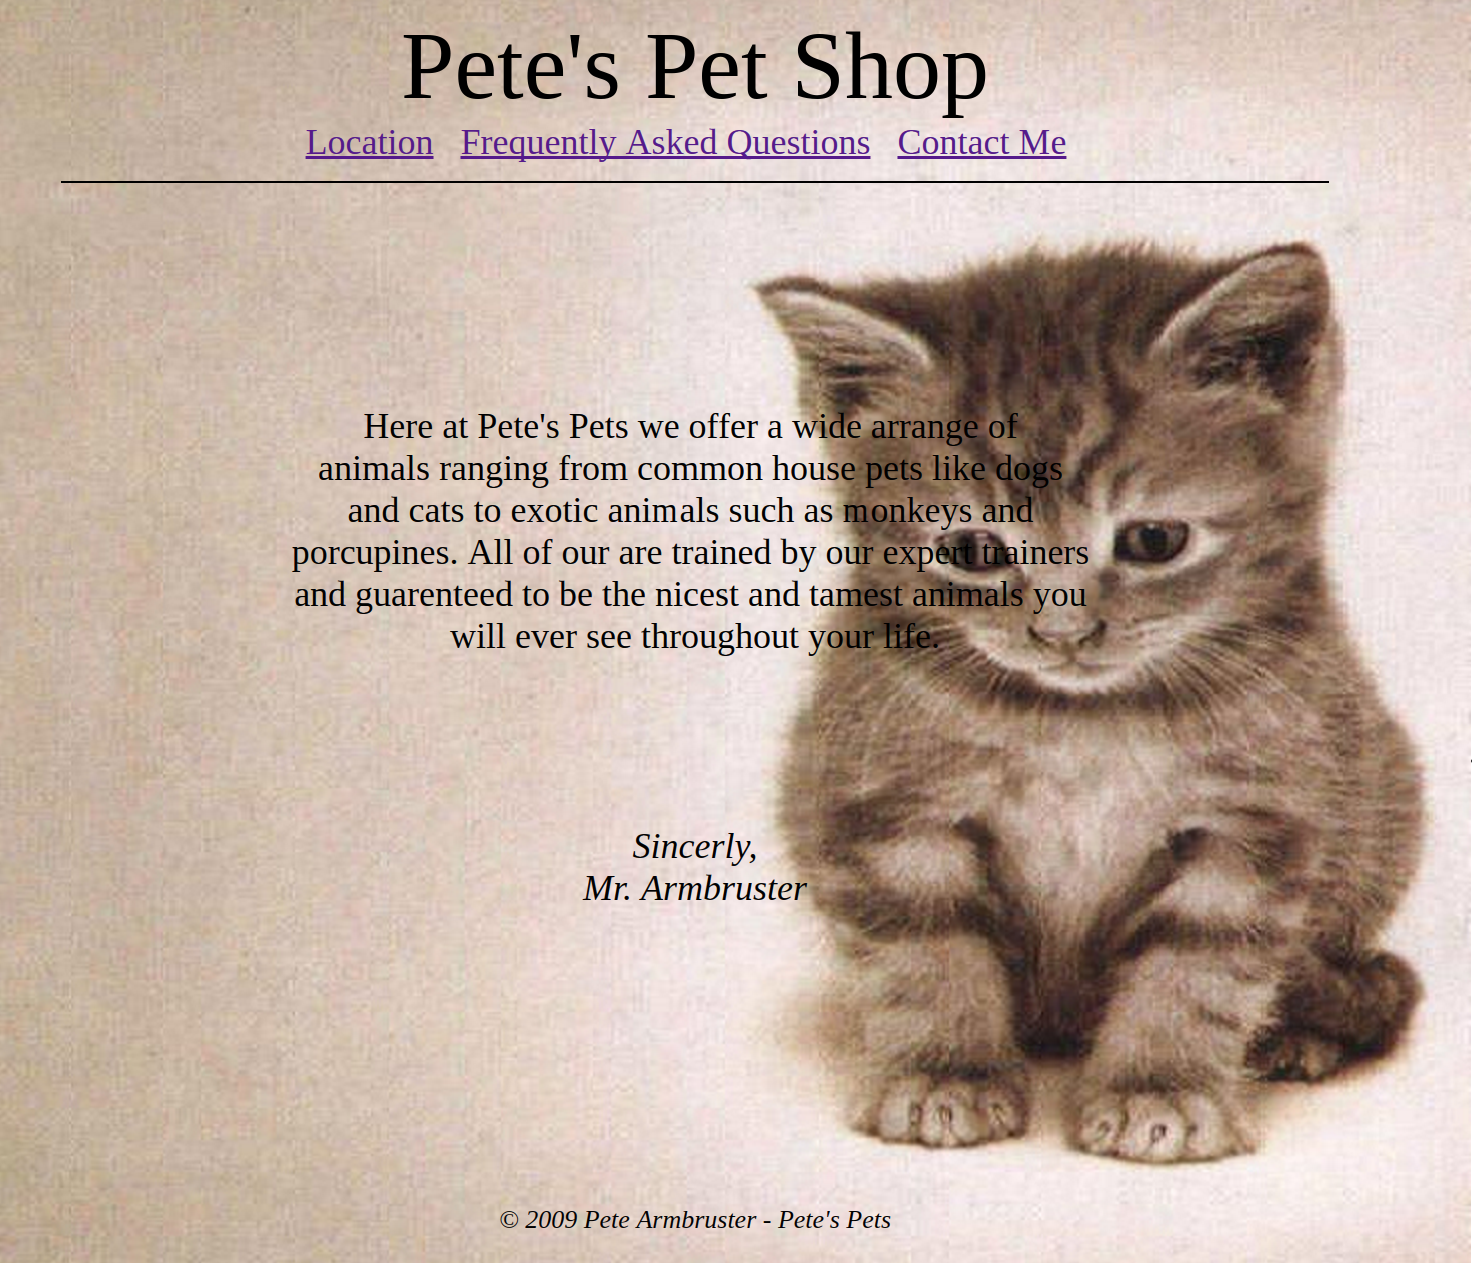 Pete's Pet Shop
Location Frequently Asked Questions Contact Me
Here at Pete's Pets we offer a wide arrange of
animals ranging from common house pets like dogs
and cats to exotic animals such as monkeys and
porcupines. All of our are trained by our expert trainers
and guarenteed to be the nicest and tamest animals you
will ever see throughout your life.
Sincerly,
Mr. Armbruster
© 2009 Pete Armbruster - Pete's Pets